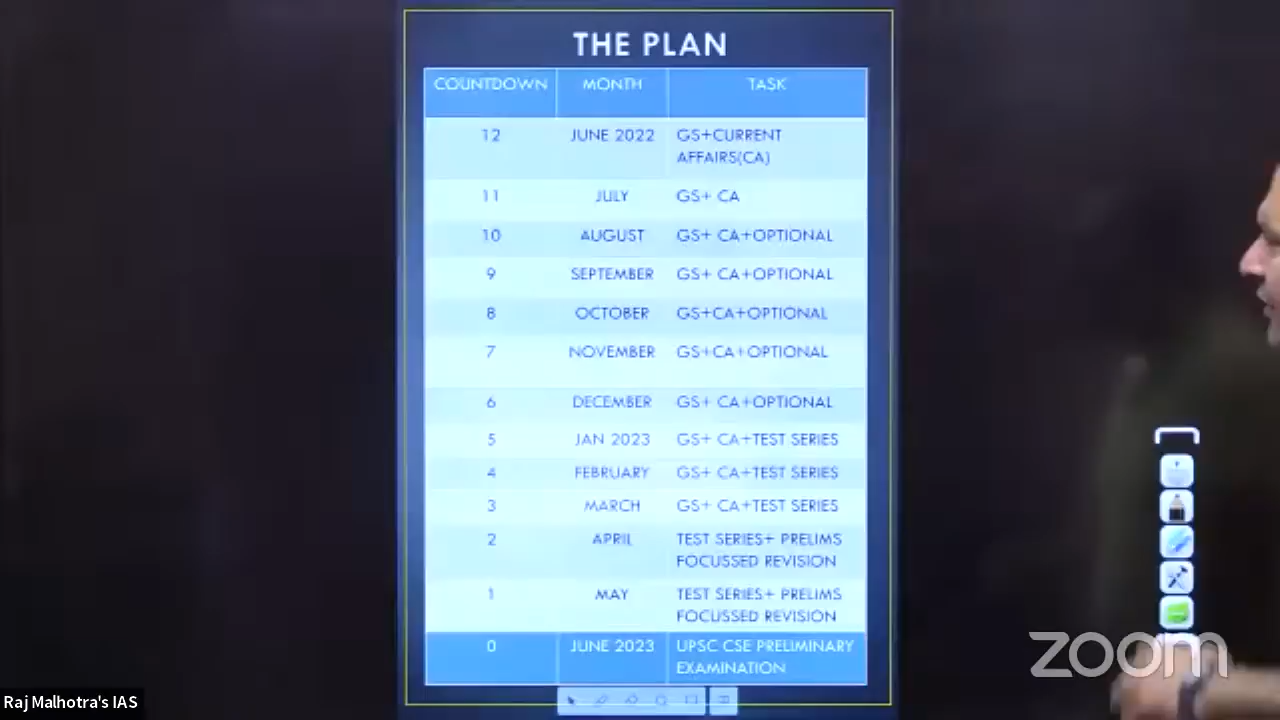 THE PLAN
COUNTDOWN MONTH TASK
12 JUNE 2022 GS+CURRENT
AFFAIRS(CA)
11 JULY GS+ CA
10 AUGUST GS+ CA+OPTIONAL
9 SEPTEMBER GS+ CA+OPTIONAL
8 OCTOBER GS+CA+OPTIONAL
7 NOVEMBER GS+CA+OPTIONAL
6 DECEMBER GS+ CA+OPTIONAL
5 JAN 2023 GS+ CA+TEST SERIES
4 FEBRUARY GS+ CA+TEST SERIES
3 MARCH GS+ CA+TEST SERIES
2 APRIL TEST SERIES+ PRELIMS
FOCUSSED REVISION
1 MAY TEST SERIES+ PRELIMS
FOCUSSED REVISION
0 JUNE 2023 UPSC CSE PRELIMINARY
EXAMINATION
zoom
Raj Malhotra's IAS